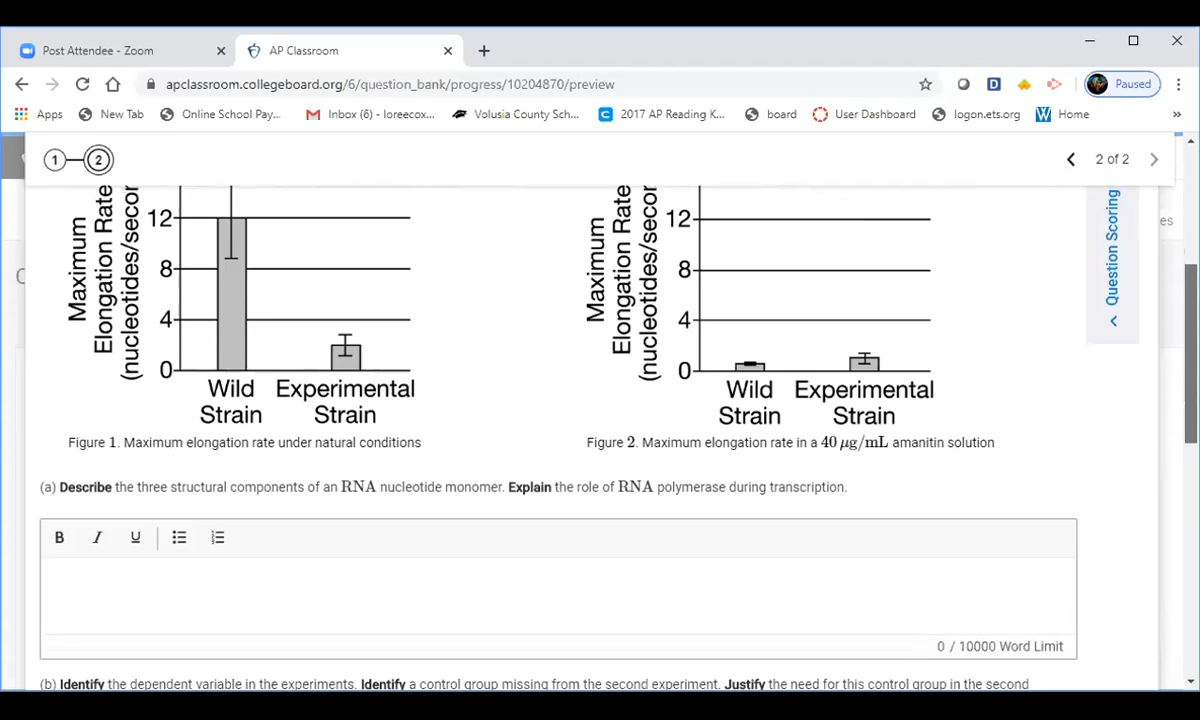 Post Attendee - Zoom
AP Classroom
apclassroom.collegeboard.org/6/question_bank/progress/10204870/preview
Paused
Apps
New Tab
Online School Pay...
Inbox (6) - loreecox...
Volusia County Sch...
2017 AP Reading K...
board
User Dashboard
logon.ets.org
Home
1
2
2 of 2
Maximum
Elongation Rate
(nucleotides/secon
12
8
4
0
Wild
Strain
Experimental
Strain
Figure 1. Maximum elongation rate under natural conditions
Maximum
Elongation Rate
(nucleotides/secon
12
8
4
0
Wild
Strain
Experimental
Strain
Figure 2. Maximum elongation rate in a 40 μg/mL amanitin solution
Question Scoring
es
(a) Describe the three structural components of an RNA nucleotide monomer. Explain the role of RNA polymerase during transcription.
B I U
0 / 10000 Word Limit
(b) Identify the dependent variable in the experiments. Identify a control group missing from the second experiment. Justify the need for this control group in the second